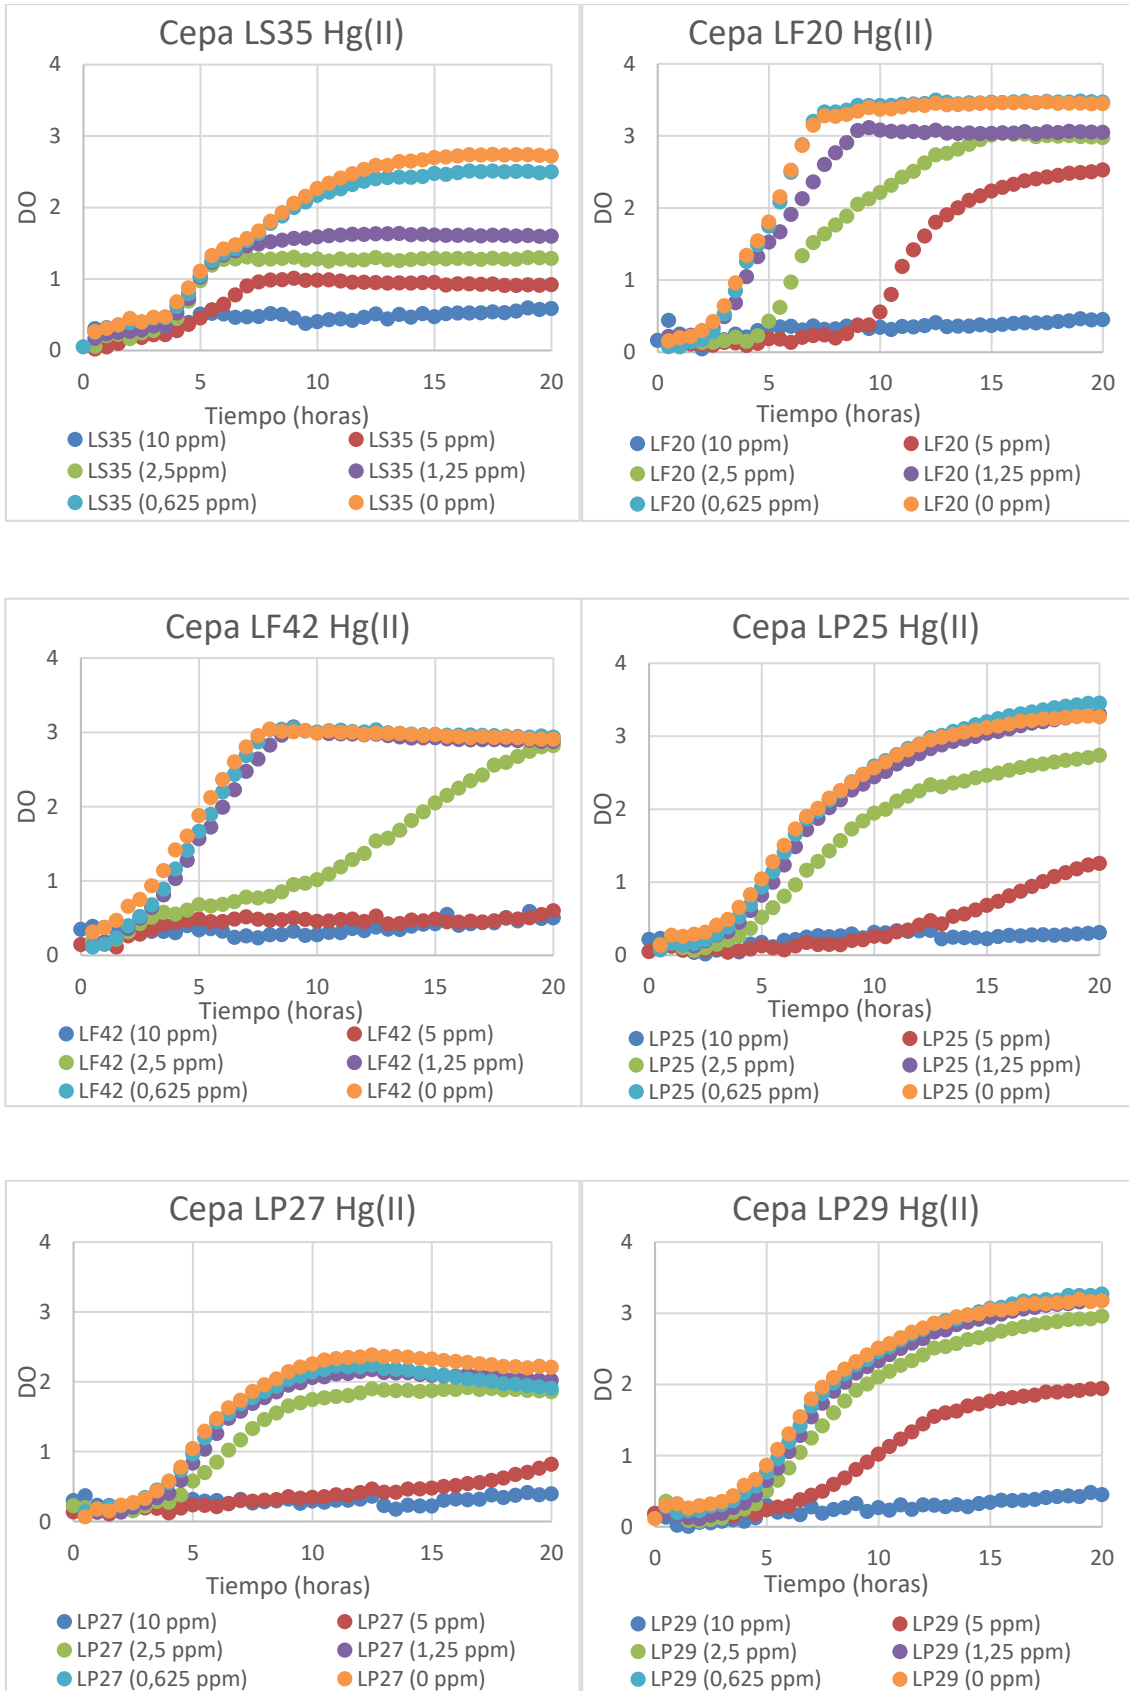 Cepa LS35 Hg(II)
4
3
2
1
0
DO
0 5 10 15 20
Tiempo (horas)
LS35 (10 ppm) LS35 (5 ppm)
LS35 (2,5ppm) LS35 (1,25 ppm)
LS35 (0,625 ppm) LS35 (0 ppm)
Cepa LF20 Hg(II)
4
3
2
1
0
DO
0 5 10 15 20
Tiempo (horas)
LF20 (10 ppm) LF20 (5 ppm)
LF20 (2,5 ppm) LF20 (1,25 ppm)
LF20 (0,625 ppm) LF20 (0 ppm)
Cepa LF42 Hg(II)
4
3
2
1
0
DO
0 5 10 15 20
Tiempo (horas)
LF42 (10 ppm) LF42 (5 ppm)
LF42 (2,5 ppm) LF42 (1,25 ppm)
LF42 (0,625 ppm) LF42 (0 ppm)
Cepa LP25 Hg(II)
4
3
2
1
0
DO
0 5 10 15 20
Tiempo (horas)
LP25 (10 ppm) LP25 (5 ppm)
LP25 (2,5 ppm) LP25 (1,25 ppm)
LP25 (0,625 ppm) LP25 (0 ppm)
Cepa LP27 Hg(II)
4
3
2
1
0
DO
0 5 10 15 20
Tiempo (horas)
LP27 (10 ppm) LP27 (5 ppm)
LP27 (2,5 ppm) LP27 (1,25 ppm)
LP27 (0,625 ppm) LP27 (0 ppm)
Cepa LP29 Hg(II)
4
3
2
1
0
DO
0 5 10 15 20
Tiempo (horas)
LP29 (10 ppm) LP29 (5 ppm)
LP29 (2,5 ppm) LP29 (1,25 ppm)
LP29 (0,625 ppm) LP29 (0 ppm)